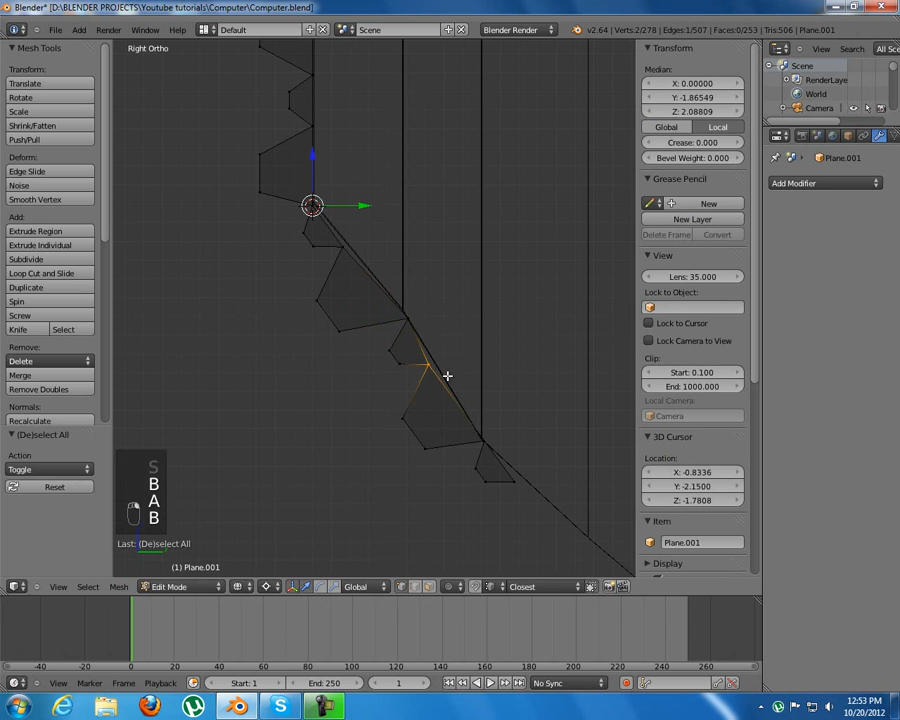 Blender* [D:\BLENDER PROJECTS\Youtube tutorials\Computer\Computer.blend]
File Add Render Window Help Default Scene Blender Render v2.64 | Verts:2/278 | Edges:1/507 | Faces:0/253 | Tris:506 | Plane.001
View Search All Sce
Mesh Tools
Transform:
Translate
Rotate
Scale
Shrink/Fatten
Push/Pull
Deform:
Edge Slide
Noise
Smooth Vertex
Add:
Extrude Region
Extrude Individual
Subdivide
Loop Cut and Slide
Duplicate
Spin
Screw
Knife Select
Remove:
Delete
Merge
Remove Doubles
Normals:
Recalculate
(De)select All
Action
Toggle
Reset
Right Ortho
S
B
A
B
Last: (De)select All
(1) Plane.001
Transform
Median:
X: 0.00000
Y: -1.86549
Z: 2.08809
Global Local
Crease: 0.000
Bevel Weight: 0.000
Grease Pencil
New
New Layer
Delete Frame Convert
View
Lens: 35.000
Lock to Object:
Lock to Cursor
Lock Camera to View
Clip:
Start: 0.100
End: 1000.000
Local Camera:
Camera
3D Cursor
Location:
X: -0.8336
Y: -2.1500
Z: -1.7808
Item
Plane.001
Display
Scene
RenderLaye
World
Camera
Plane.001
Add Modifier
View Select Mesh Edit Mode Global Closest
-40 -20 0 20 40 60 80 100 120 140 160 180 200 220 240 260
View Marker Frame Playback Start: 1 End: 250 1 No Sync
12:53 PM
10/20/2012